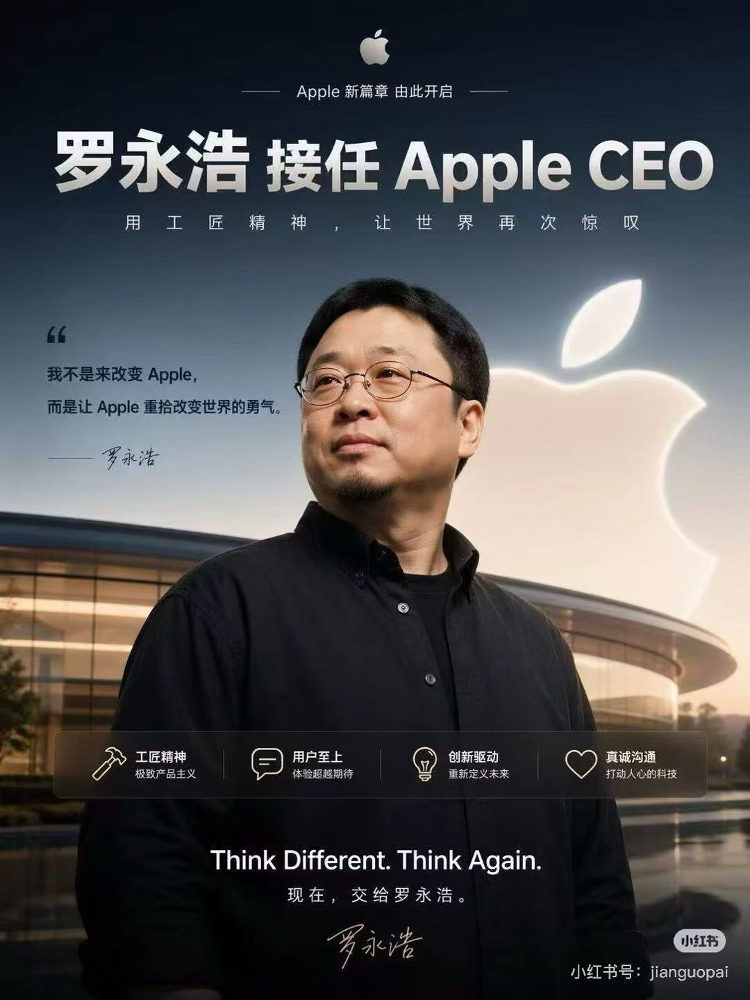 Apple 新篇章 由此开启
罗永浩 接任 Apple CEO
用工匠精神，让世界再次惊叹
“
我不是来改变 Apple，
而是让 Apple 重拾改变世界的勇气。
罗永浩
工匠精神
极致产品主义
用户至上
体验超越期待
创新驱动
重新定义未来
真诚沟通
打动人心的科技
Think Different. Think Again.
现在，交给罗永浩。
罗永浩
小红书
小红书号：jianguopai